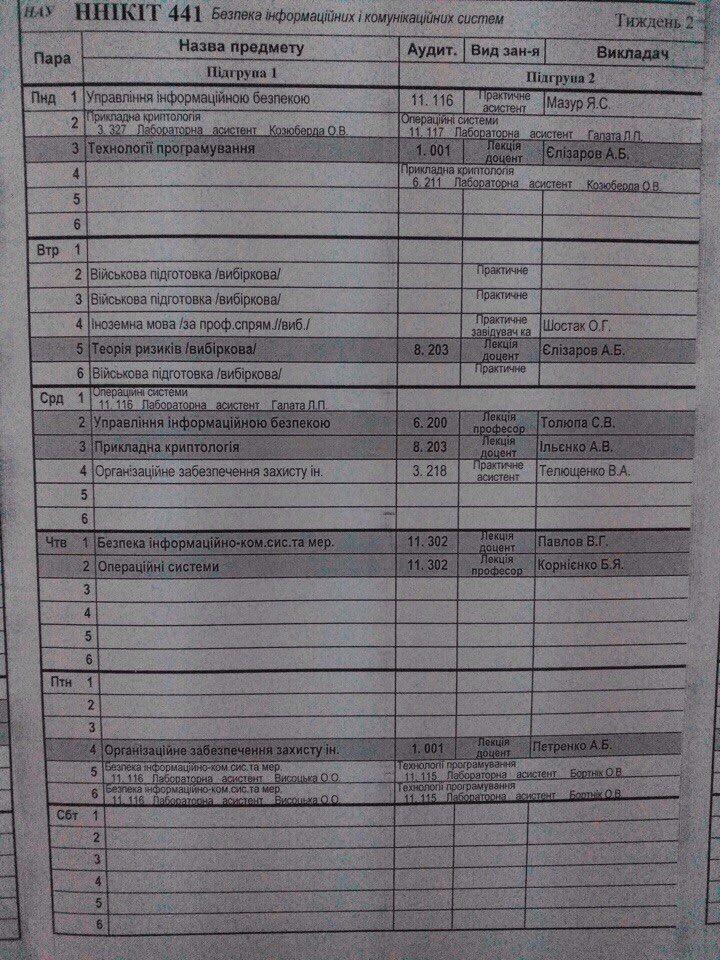 НАУ ННІКІТ 441 Безпека інформаційних і комунікаційних систем Тиждень 2
Пара Назва предмету Аудит. Вид зан-я Викладач
Підгрупа 1 Підгрупа 2
Пнд 1 Управління інформаційною безпекою 11. 116 Практичне асистент Мазур Я.С.
2 Прикладна криптологія Операційні системи
3. 327 Лабораторна асистент Козюберда О.В. 11. 117 Лабораторна асистент Галата Л.П.
3 Технології програмування 1. 001 Лекція доцент Єлізаров А.Б.
4 Прикладна криптологія
6. 211 Лабораторна асистент Козюберда О.В.
5
6
Втр 1
2 Військова підготовка /вибіркова/ Практичне
3 Військова підготовка /вибіркова/ Практичне
4 Іноземна мова /за проф.спрям.//виб./ Практичне завідувач ка Шостак О.Г.
5 Теорія ризиків /вибіркова/ 8. 203 Лекція доцент Єлізаров А.Б.
6 Військова підготовка /вибіркова/ Практичне
Срд 1 Операційні системи
11. 116 Лабораторна асистент Галата Л.П.
2 Управління інформаційною безпекою 6. 200 Лекція професор Толюпа С.В.
3 Прикладна криптологія 8. 203 Лекція доцент Ільєнко А.В.
4 Організаційне забезпечення захисту ін. 3. 218 Практичне асистент Телющенко В.А.
5
6
Чтв 1 Безпека інформаційно-ком.сис.та мер. 11. 302 Лекція доцент Павлов В.Г.
2 Операційні системи 11. 302 Лекція професор Корнієнко Б.Я.
3
4
5
6
Птн 1
2
3
4 Організаційне забезпечення захисту ін. 1. 001 Лекція доцент Петренко А.Б.
5 Безпека інформаційно-ком.сис.та мер. Технології програмування
11. 116 Лабораторна асистент Висоцька О.О. 11. 115 Лабораторна асистент Бортнік О.В
6 Безпека інформаційно-ком.сис.та мер. Технології програмування
11. 116 Лабораторна асистент Висоцька О.О. 11. 115 Лабораторна асистент Бортнік О.В
Сбт 1
2
3
4
5
6